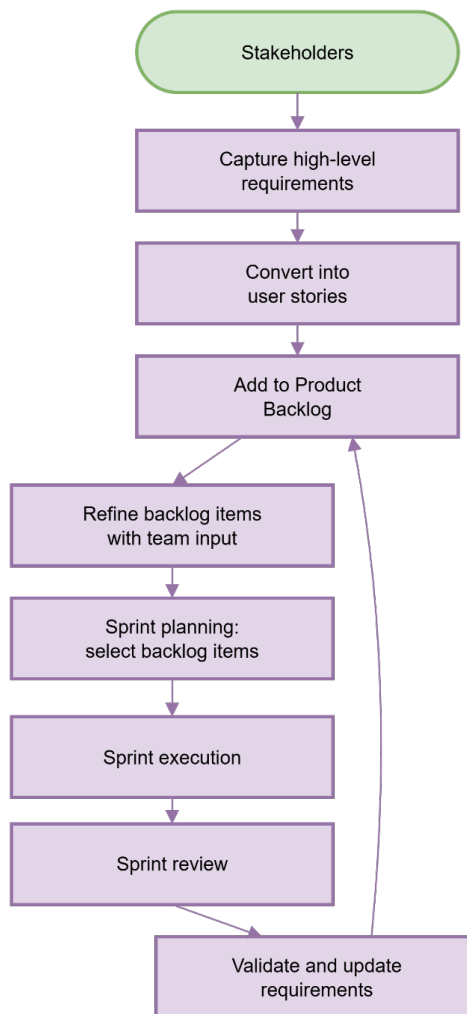 Stakeholders
Capture high-level
requirements
Convert into
user stories
Add to Product
Backlog
Refine backlog items
with team input
Sprint planning:
select backlog items
Sprint execution
Sprint review
Validate and update
requirements